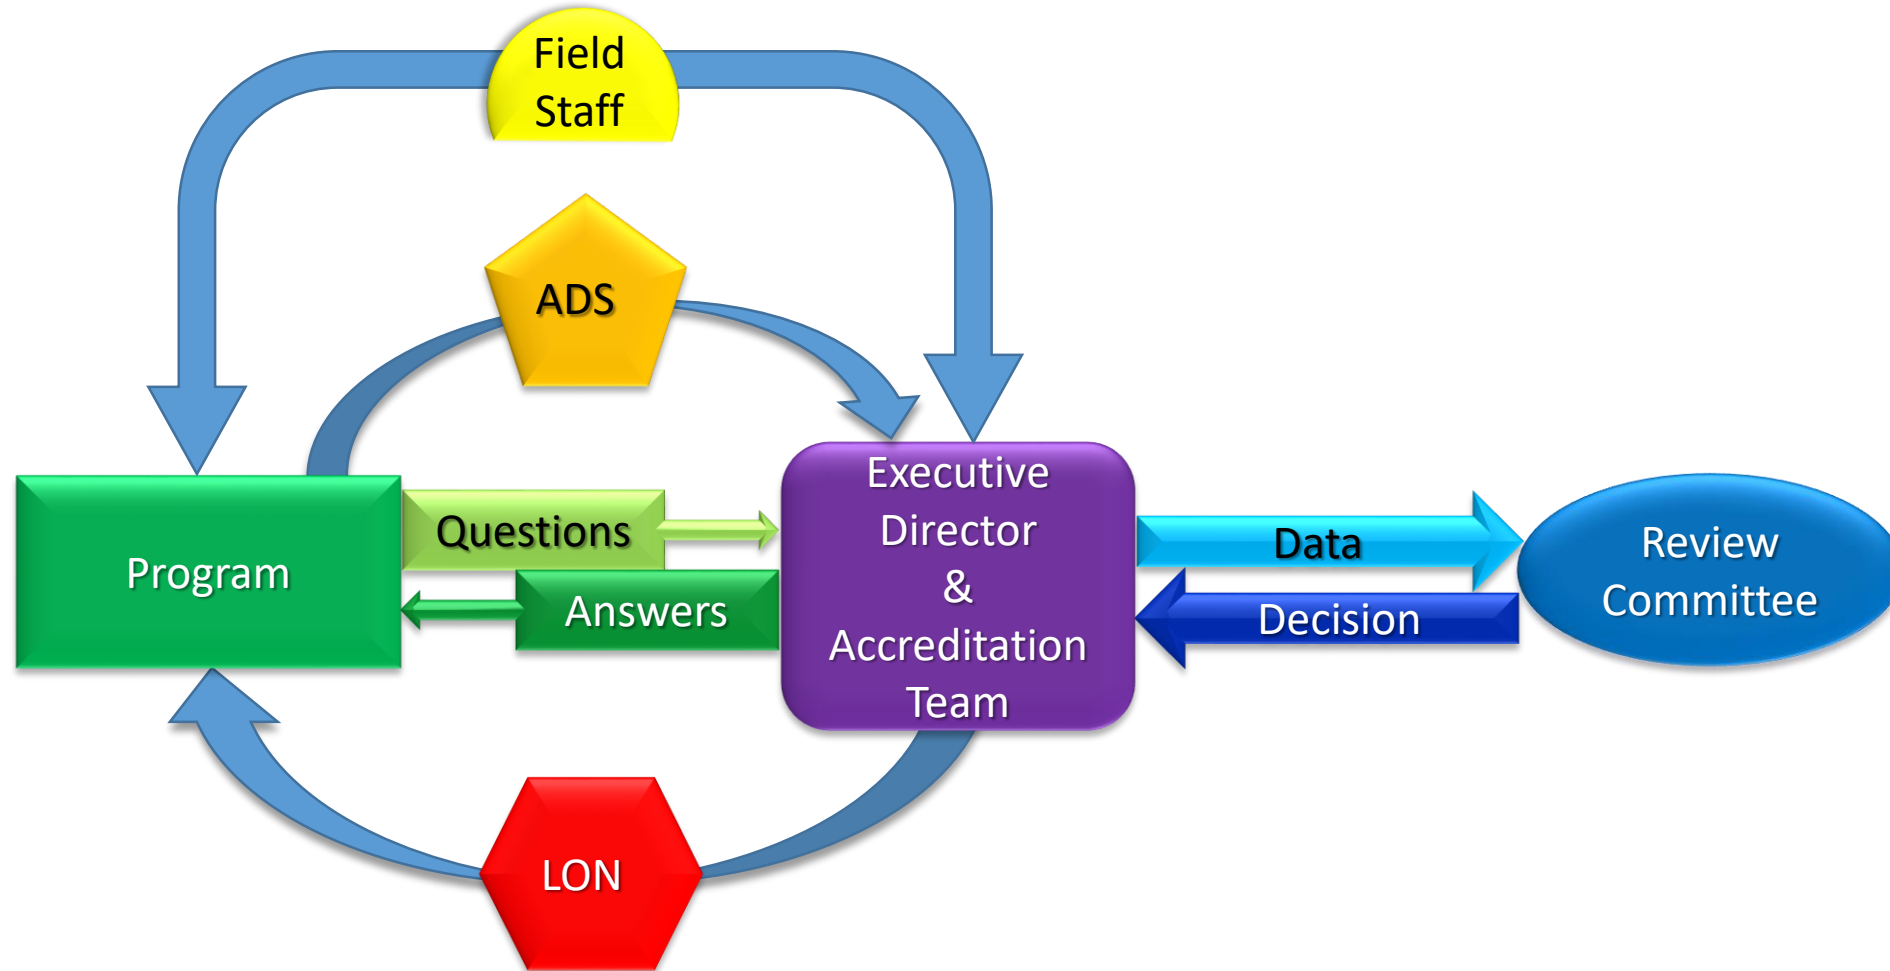 Field
Staff
ADS
Program
Questions
Answers
Executive
Director
&
Accreditation
Team
Data
Decision
Review
Committee
LON